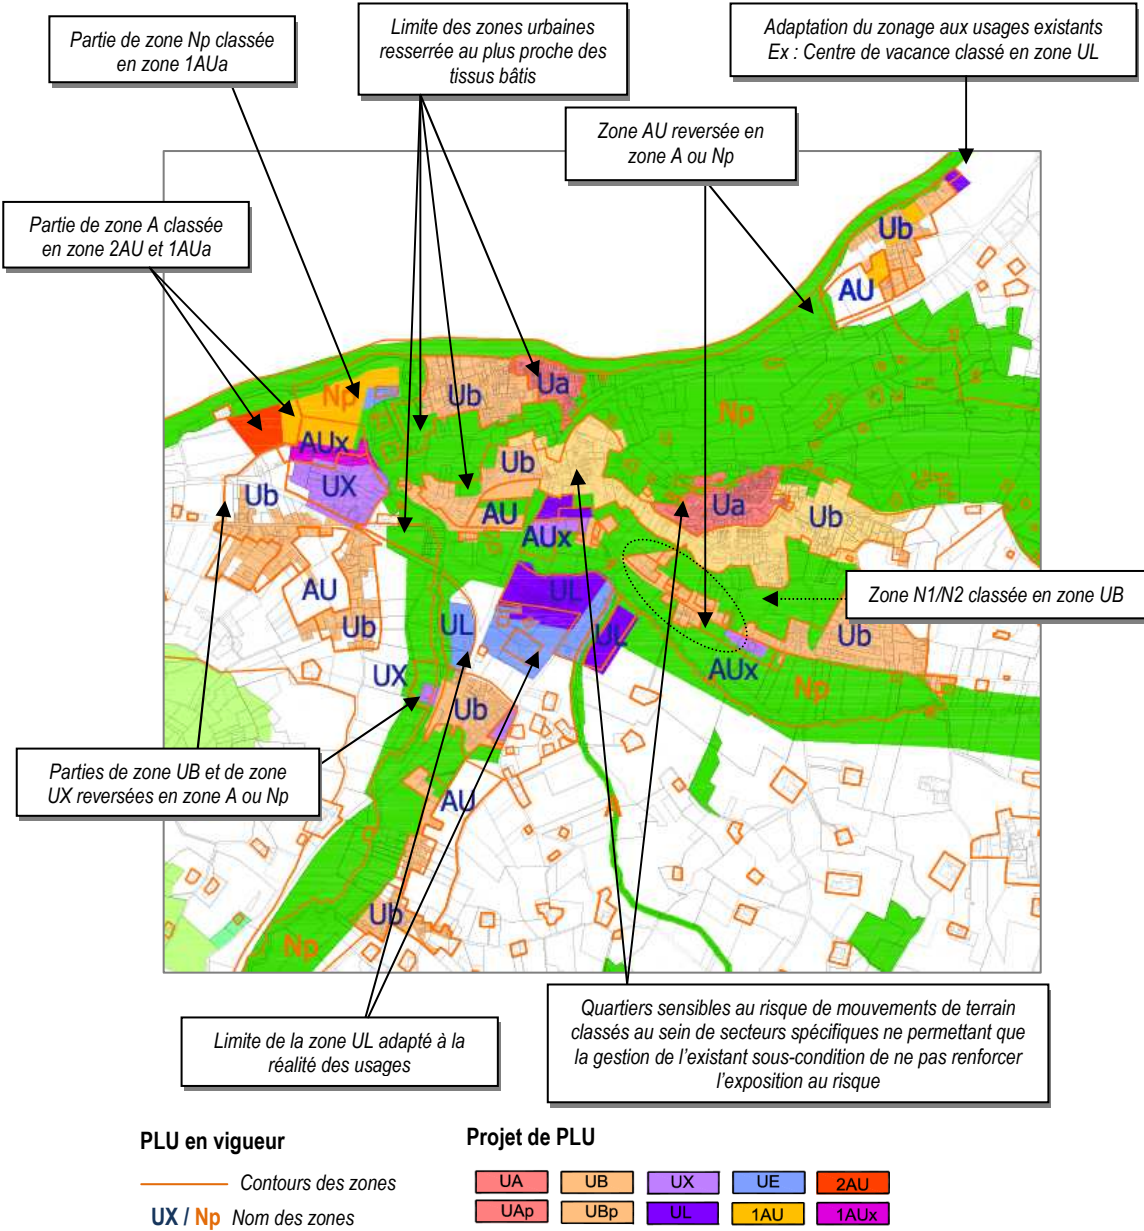 Partie de zone Np classée
en zone 1AUa
Limite des zones urbaines
resserrée au plus proche des
tissus bâtis
Adaptation du zonage aux usages existants
Ex : Centre de vacance classé en zone UL
Zone AU reversée en
zone A ou Np
Partie de zone A classée
en zone 2AU et 1AUa
Ub
AU
Np
Ub
Ua
Np
AUx
UX
Ub
Ub
AU
AUx
Ua
Ub
AU
Ub
UL
UL
UL
Zone N1/N2 classée en zone UB
Ub
AUx
Np
UX
Ub
AU
Parties de zone UB et de zone
UX reversées en zone A ou Np
Ub
Np
Limite de la zone UL adapté à la
réalité des usages
Quartiers sensibles au risque de mouvements de terrain
classés au sein de secteurs spécifiques ne permettant que
la gestion de l'existant sous-condition de ne pas renforcer
l'exposition au risque
PLU en vigueur
Contours des zones
UX / Np Nom des zones
Projet de PLU
UA UB UX UE 2AU
UAp UBp UL 1AU 1AUx